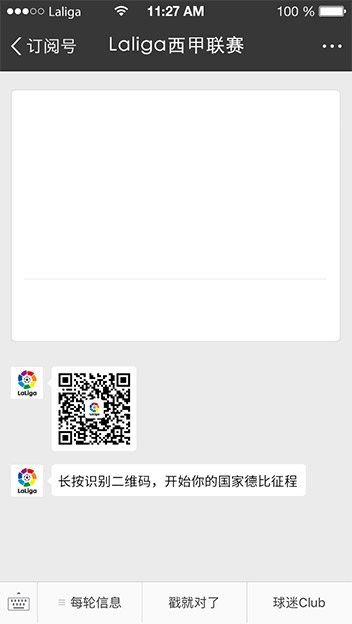 Laliga 11:27 AM 100 %
订阅号 Laliga西甲联赛
LaLiga
LaLiga 长按识别二维码，开始你的国家德比征程
每轮信息 戳就对了 球迷Club